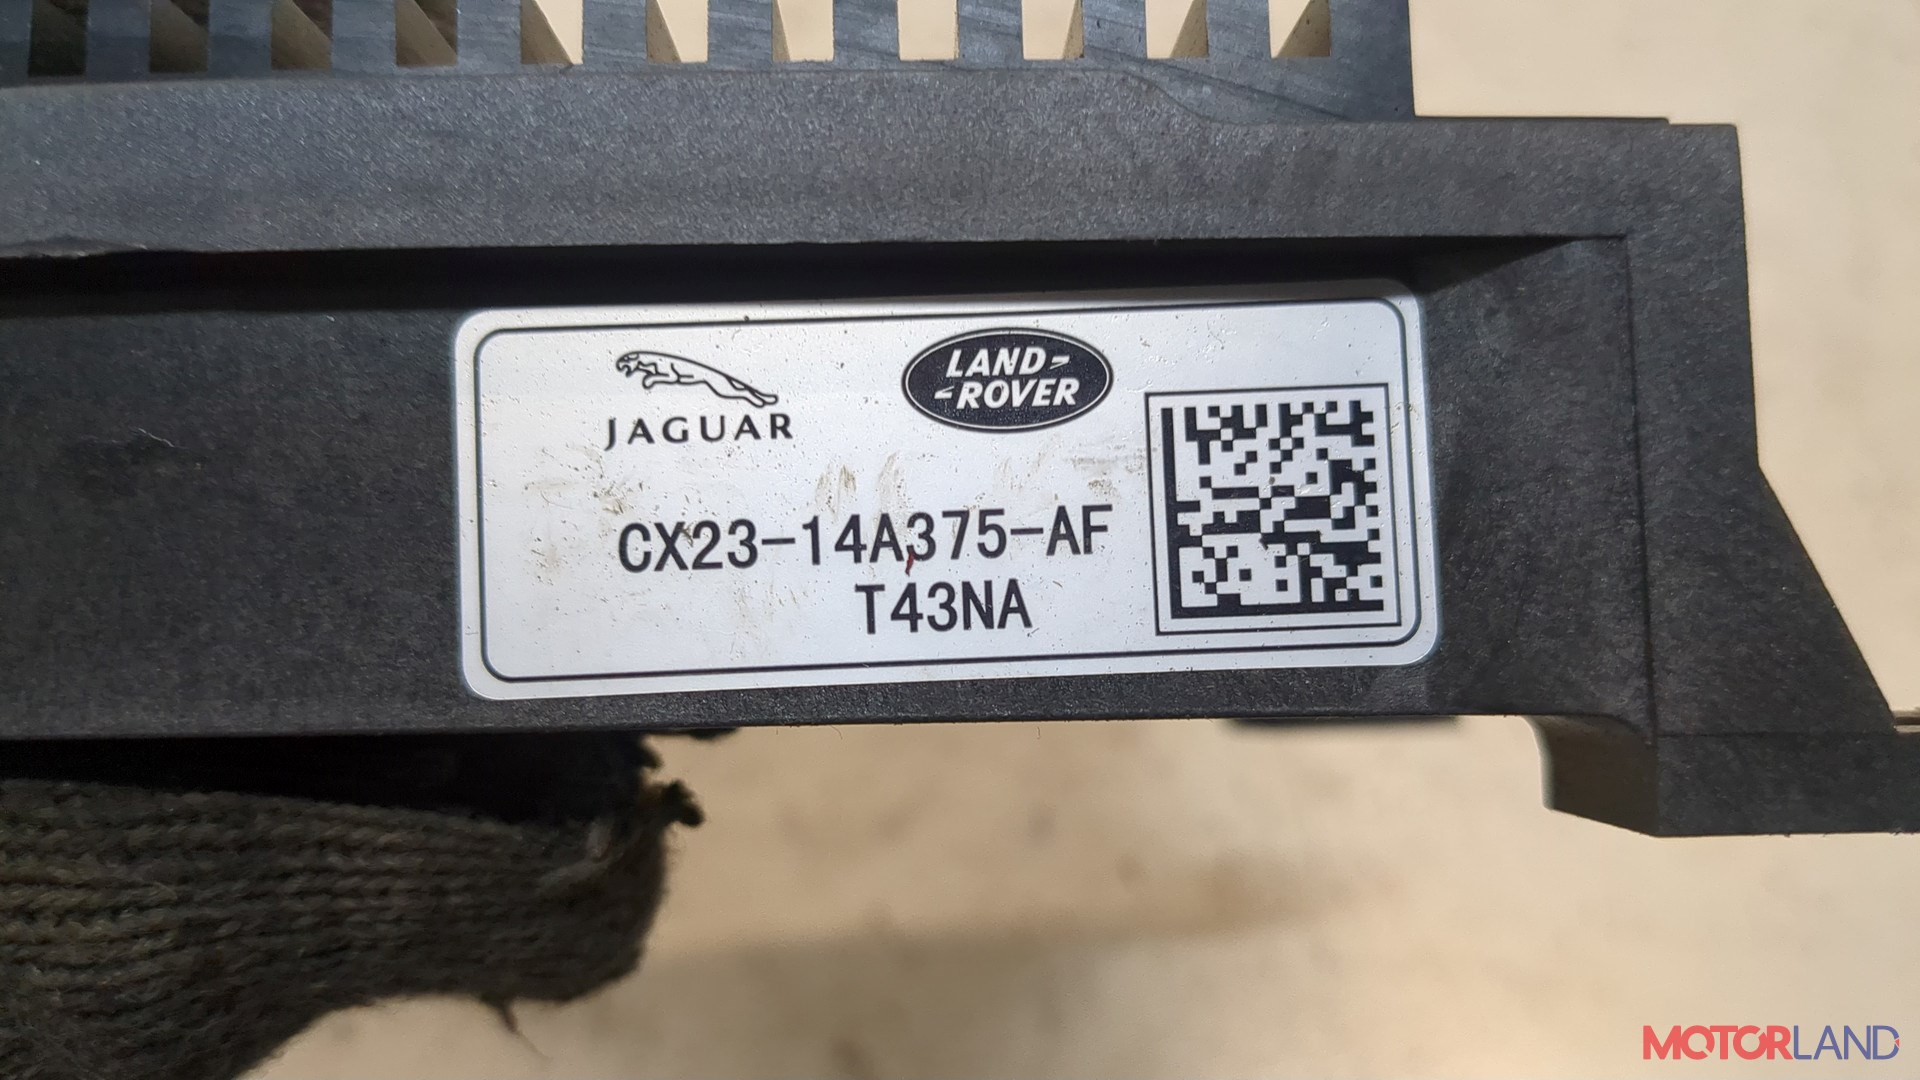 JAGUAR
LAND-
-ROVER
CX23-14A375-AF
T43NA
MOTORLAND